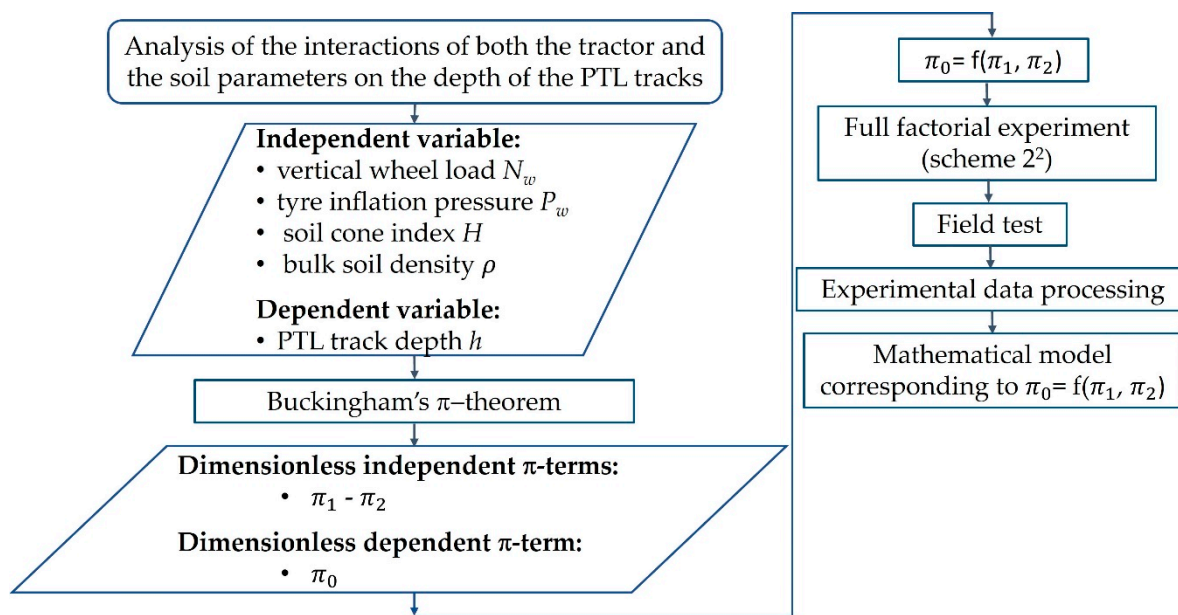 Analysis of the interactions of both the tractor and
the soil parameters on the depth of the PTL tracks
Independent variable:
• vertical wheel load N_w
• tyre inflation pressure P_w
• soil cone index H
• bulk soil density ρ
Dependent variable:
• PTL track depth h
Buckingham's π–theorem
Dimensionless independent π-terms:
• π₁ - π₂
Dimensionless dependent π-term:
• π₀
π₀= f(π₁, π₂)
Full factorial experiment
(scheme 2²)
Field test
Experimental data processing
Mathematical model
corresponding to π₀= f(π₁, π₂)